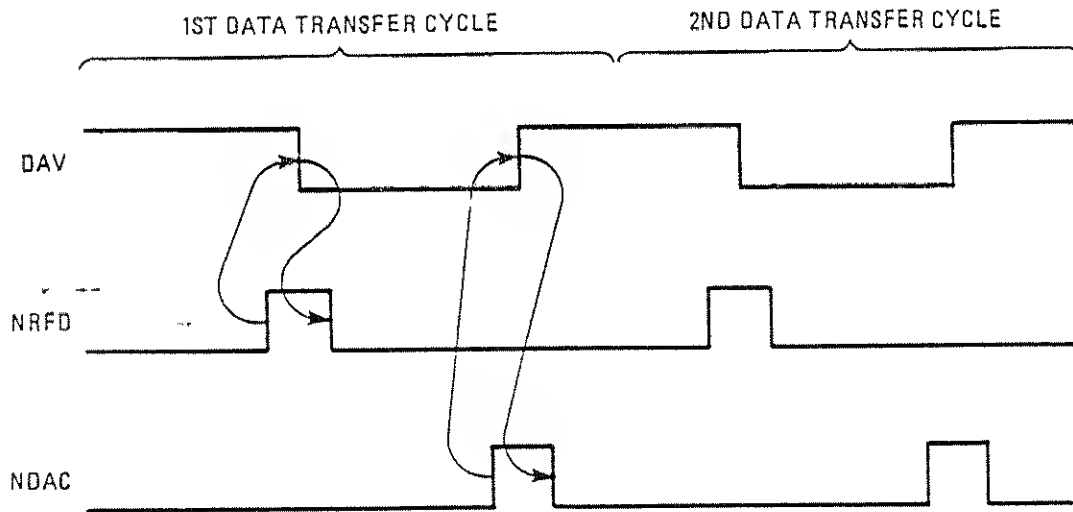 1ST DATA TRANSFER CYCLE
2ND DATA TRANSFER CYCLE
DAV
NRFD
NDAC